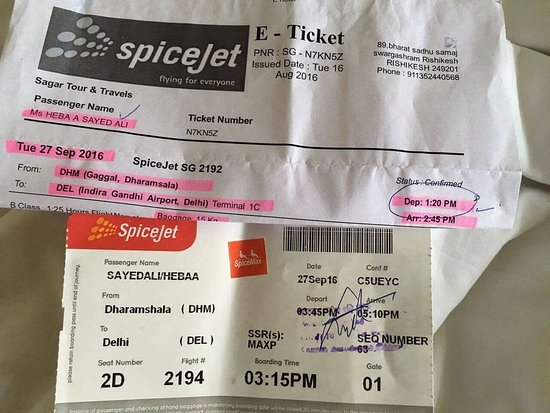 E - Ticket
PNR : SG - N7KN5Z
Issued Date : Tue 16
Aug 2016
89,bharat sadhu samaj
swargashram Rishikesh
RISHIKESH 249201
Phone : 911352440568
spiceJet
flying for everyone
Sagar Tour & Travels
Passenger Name
Ticket Number
Ms HEBA A SAYED ALI
N7KN5Z
Tue 27 Sep 2016
SpiceJet SG 2192
From: DHM (Gaggal, Dharamsala)
Status : Confirmed
Dep: 1:20 PM
To: DEL (Indira Gandhi Airport, Delhi) Terminal 1C
Arr: 2:45 PM
B Class, 1:25 Hours
Baggage: 15 Kg
SpiceJet
SpiceMax
please retain boarding pass until end of journey.
Passenger Name
SAYEDALI/HEBAA
Date
Conf #
27Sep16
C5UEYC
From
Depart
Arrive
Dharamshala ( DHM )
03:45PM
05:10PM
To
SSR(s):
SEQ NUMBER
Delhi ( DEL )
MAXP
63
Seat Number
Flight #
Boarding Time
Gate
2D
2194
03:15PM
01